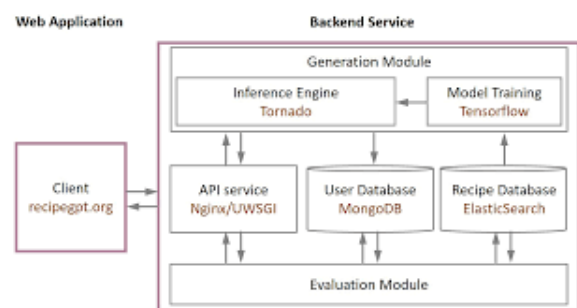 Web Application
Backend Service
Generation Module
Inference Engine
Tornado
Model Training
Tensorflow
Client
recipegpt.org
API service
Nginx/UWSGI
User Database
MongoDB
Recipe Database
ElasticSearch
Evaluation Module